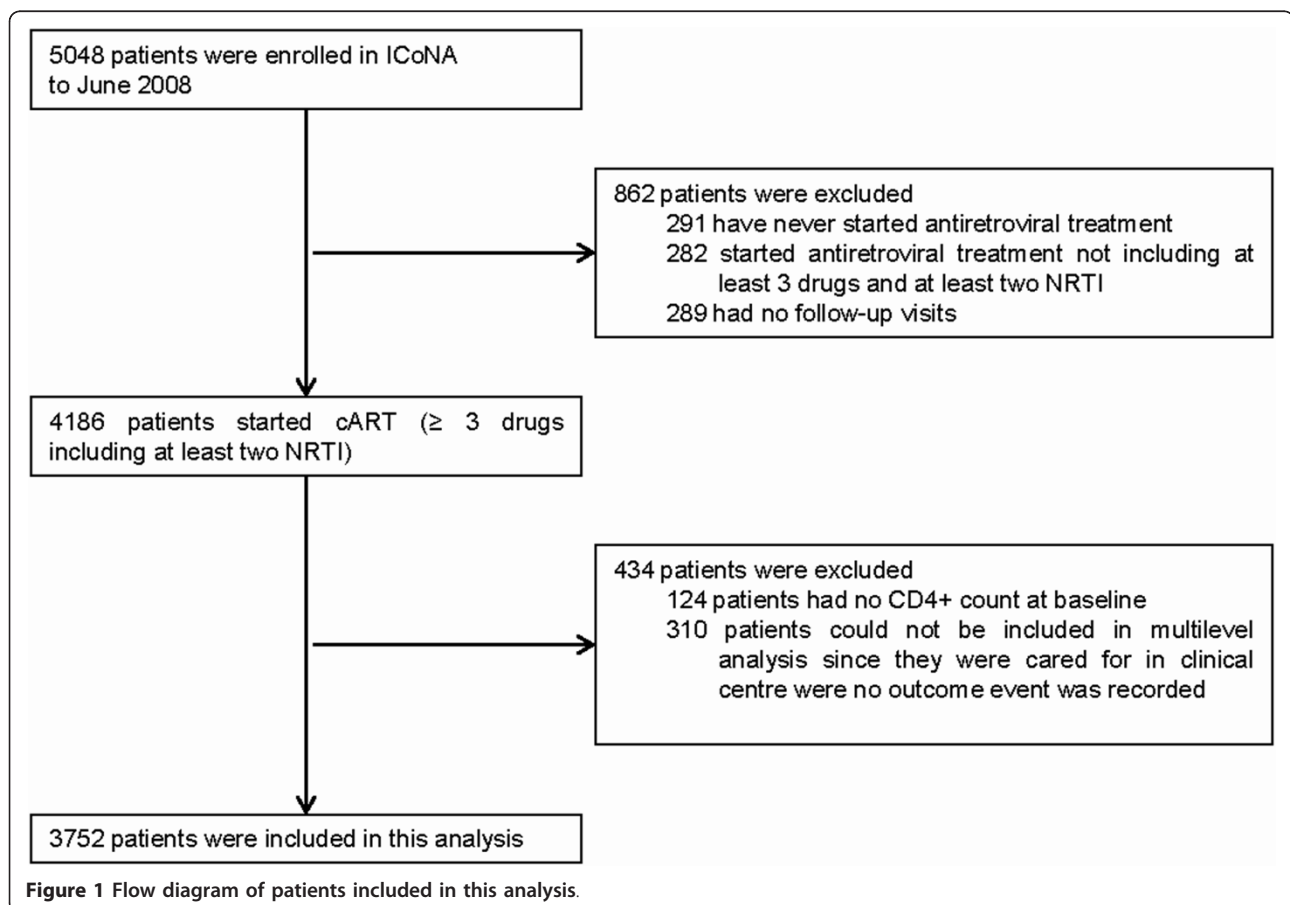 5048 patients were enrolled in ICoNA
to June 2008
862 patients were excluded
291 have never started antiretroviral treatment
282 started antiretroviral treatment not including at
least 3 drugs and at least two NRTI
289 had no follow-up visits
4186 patients started cART (≥ 3 drugs
including at least two NRTI)
434 patients were excluded
124 patients had no CD4+ count at baseline
310 patients could not be included in multilevel
analysis since they were cared for in clinical
centre were no outcome event was recorded
3752 patients were included in this analysis
Figure 1 Flow diagram of patients included in this analysis.